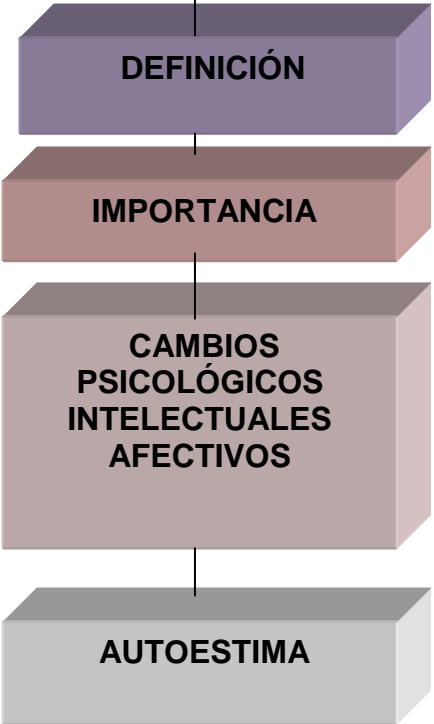 DEFINICIÓN
IMPORTANCIA
CAMBIOS
PSICOLÓGICOS
INTELECTUALES
AFECTIVOS
AUTOESTIMA